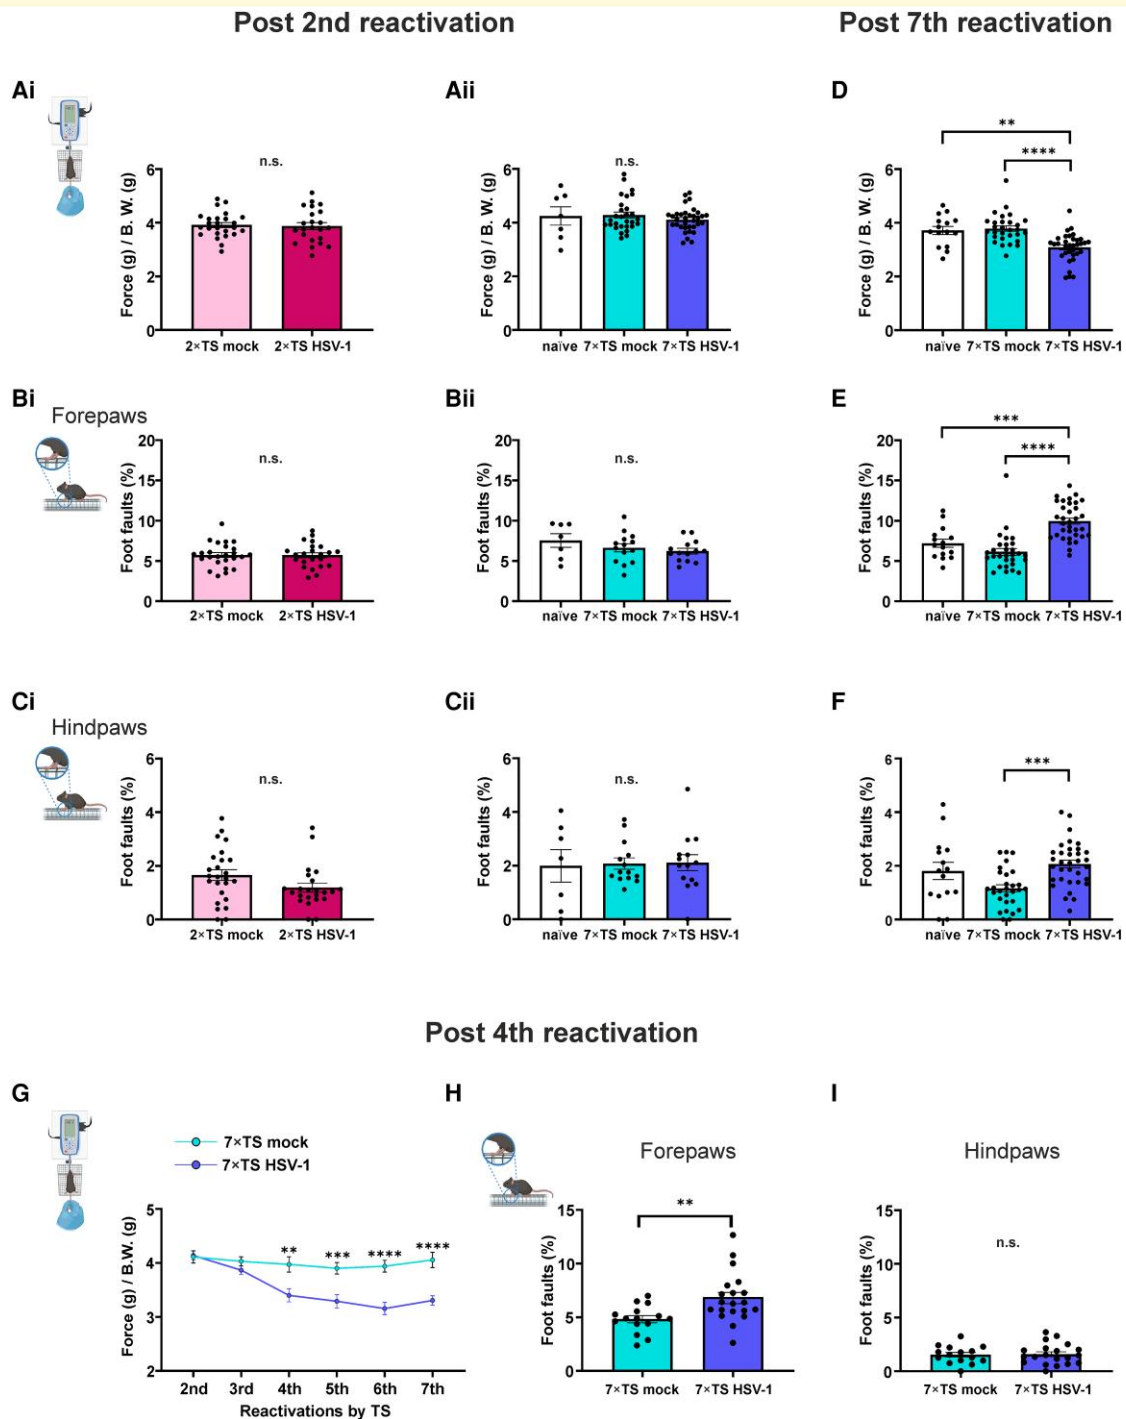 Post 2nd reactivation
Post 7th reactivation
Ai
Force (g) / B. W. (g)
6
4
2
0
n.s.
2×TS mock
2×TS HSV-1
Aii
Force (g) / B. W. (g)
6
4
2
0
n.s.
naïve
7×TS mock
7×TS HSV-1
D
Force (g) / B. W. (g)
6
4
2
0
**
****
naïve
7×TS mock
7×TS HSV-1
Bi
Forepaws
Foot faults (%)
20
15
10
5
0
n.s.
2×TS mock
2×TS HSV-1
Bii
Foot faults (%)
20
15
10
5
0
n.s.
naïve
7×TS mock
7×TS HSV-1
E
Foot faults (%)
20
15
10
5
0
***
****
naïve
7×TS mock
7×TS HSV-1
Ci
Hindpaws
Foot faults (%)
6
4
2
0
n.s.
2×TS mock
2×TS HSV-1
Cii
Foot faults (%)
6
4
2
0
n.s.
naïve
7×TS mock
7×TS HSV-1
F
Foot faults (%)
6
4
2
0
***
naïve
7×TS mock
7×TS HSV-1
Post 4th reactivation
G
7×TS mock
7×TS HSV-1
Force (g) / B.W. (g)
5
4
3
2
**
***
****
****
2nd
3rd
4th
5th
6th
7th
Reactivations by TS
H
Forepaws
Foot faults (%)
15
10
5
0
**
7×TS mock
7×TS HSV-1
I
Hindpaws
Foot faults (%)
15
10
5
0
n.s.
7×TS mock
7×TS HSV-1